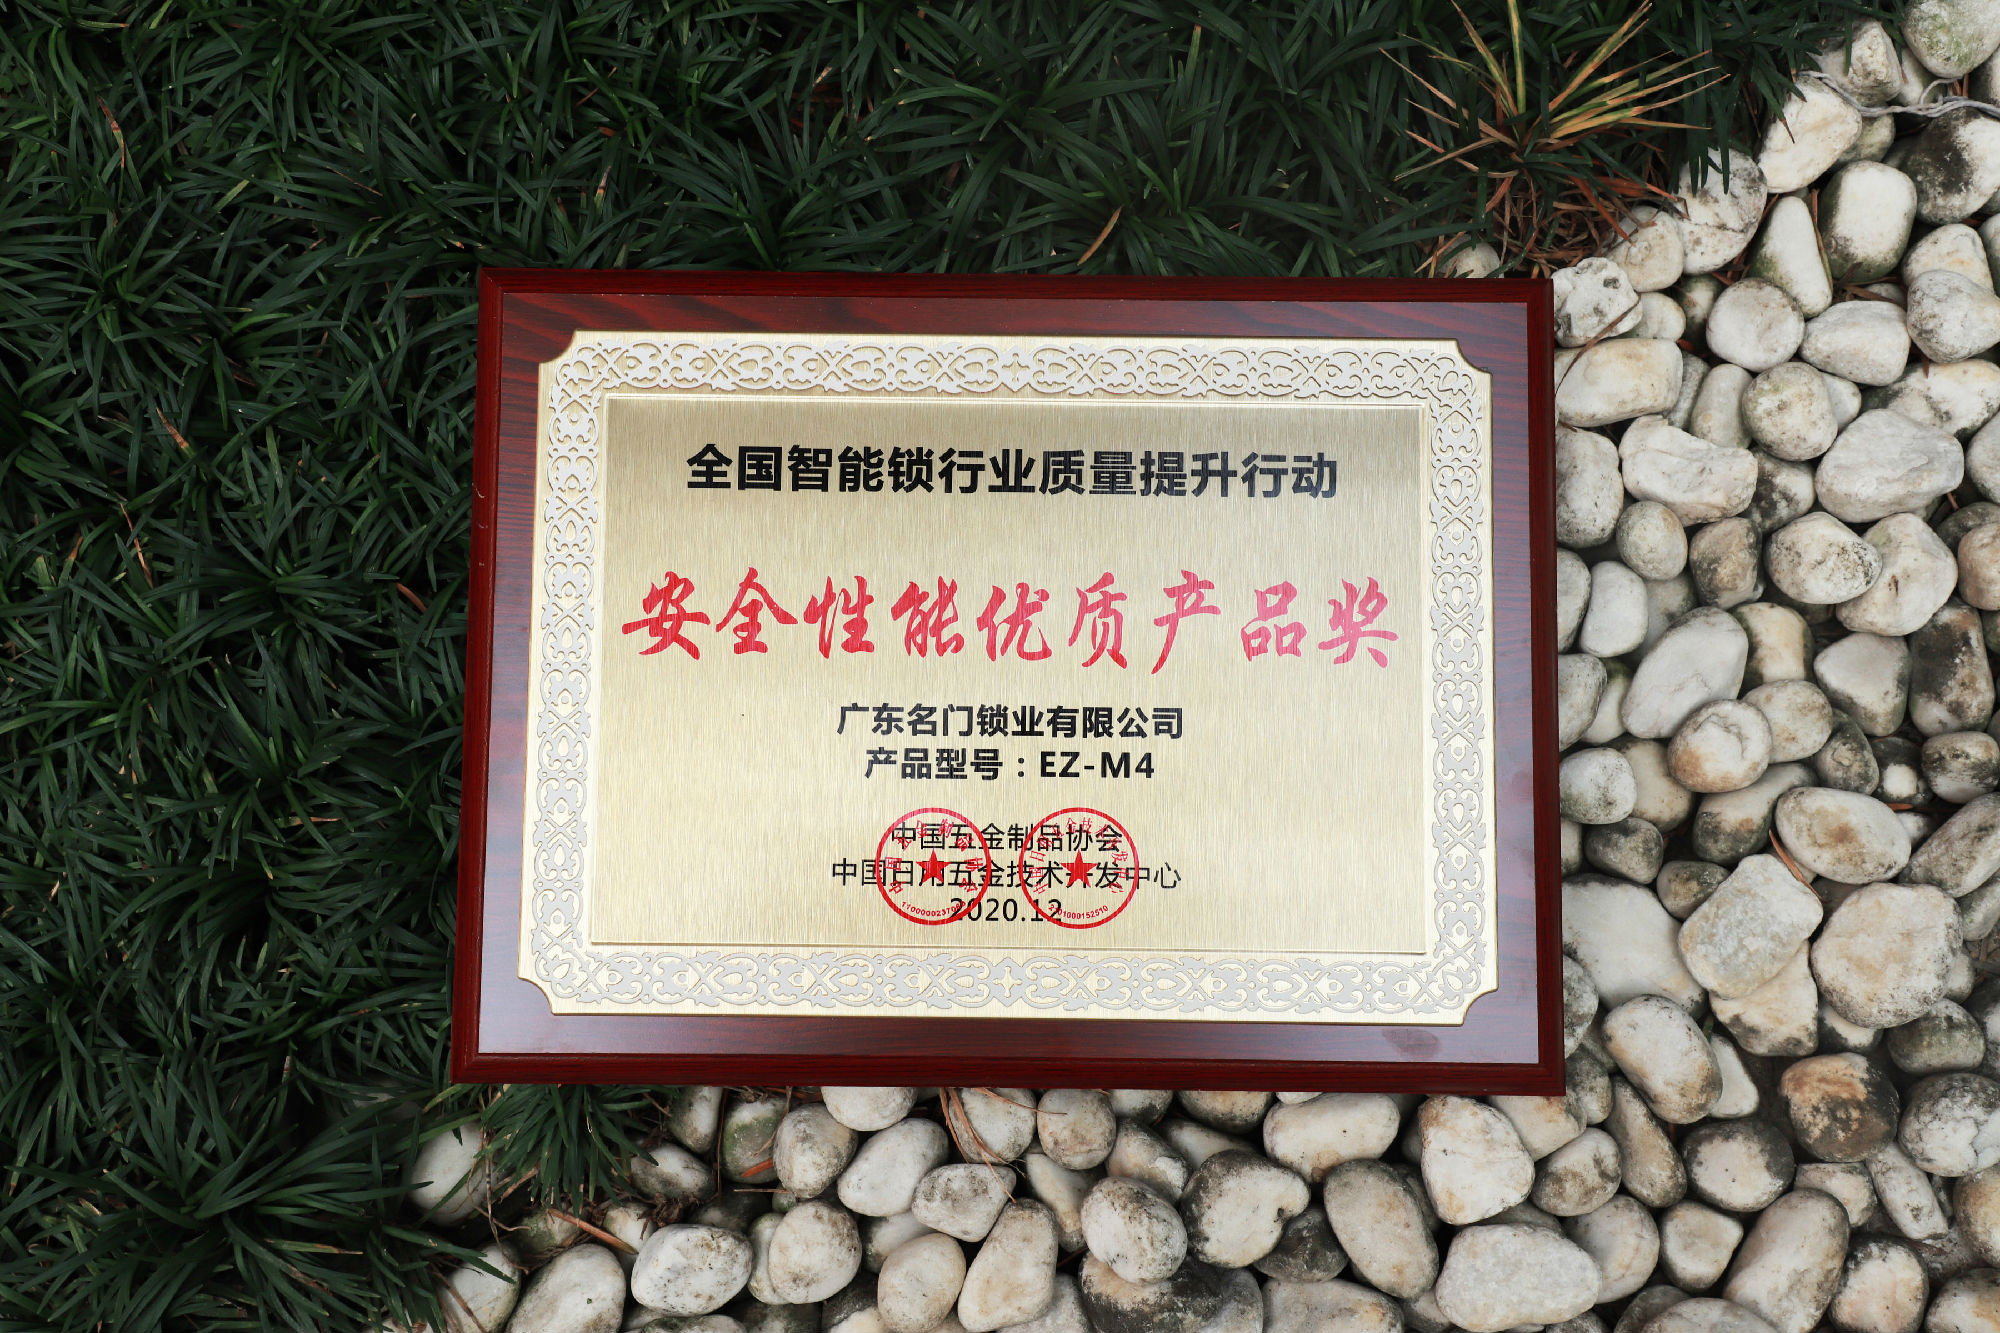 全国智能锁行业质量提升行动
安全性能优质产品奖
广东名门锁业有限公司
产品型号：EZ-M4
中国五金制品协会
中国日用五金技术开发中心
2020.12